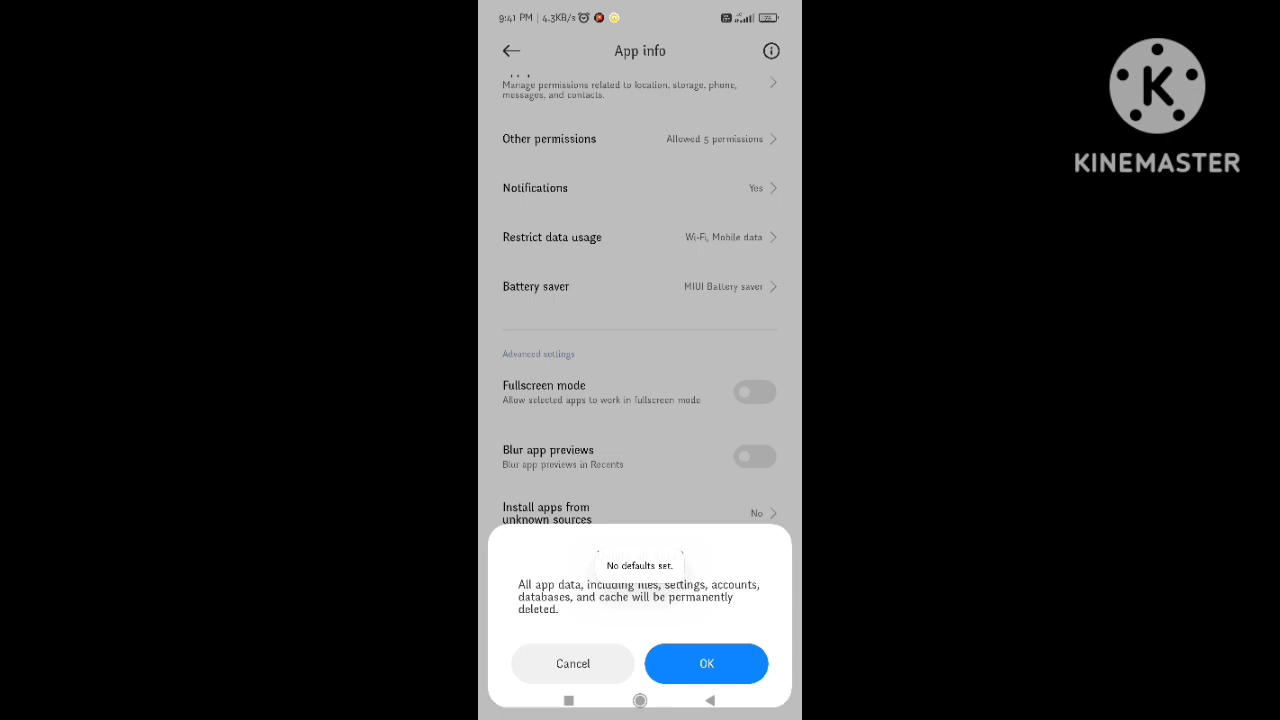 9:41 PM | 4.3KB/s
App info
Manage permissions related to location, storage, phone,
messages, and contacts.
Other permissions
Allowed 5 permissions
Notifications
Yes
Restrict data usage
Wi-Fi, Mobile data
Battery saver
MIUI Battery saver
Advanced settings
Fullscreen mode
Allow selected apps to work in fullscreen mode
Blur app previews
Blur app previews in Recents
Install apps from
unknown sources
No
No defaults set.
All app data, including files, settings, accounts,
databases, and cache will be permanently
deleted.
Cancel
OK
K
KINEMASTER